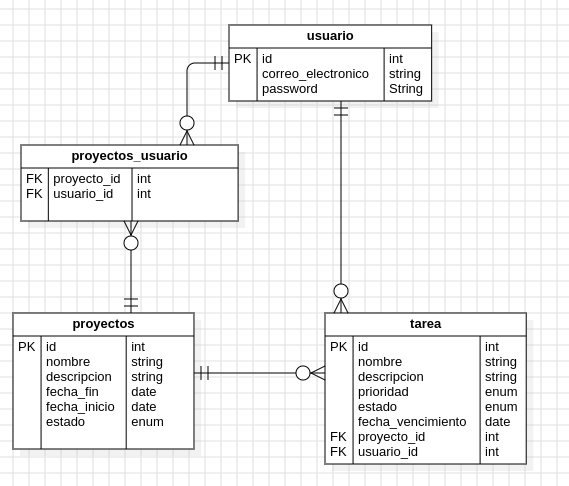 usuario
PK id int
correo_electronico string
password String
proyectos_usuario
FK proyecto_id int
FK usuario_id int
proyectos
PK id int
nombre string
descripcion string
fecha_fin date
fecha_inicio date
estado enum
tarea
PK id int
nombre string
descripcion string
prioridad enum
estado enum
fecha_vencimiento date
FK proyecto_id int
FK usuario_id int